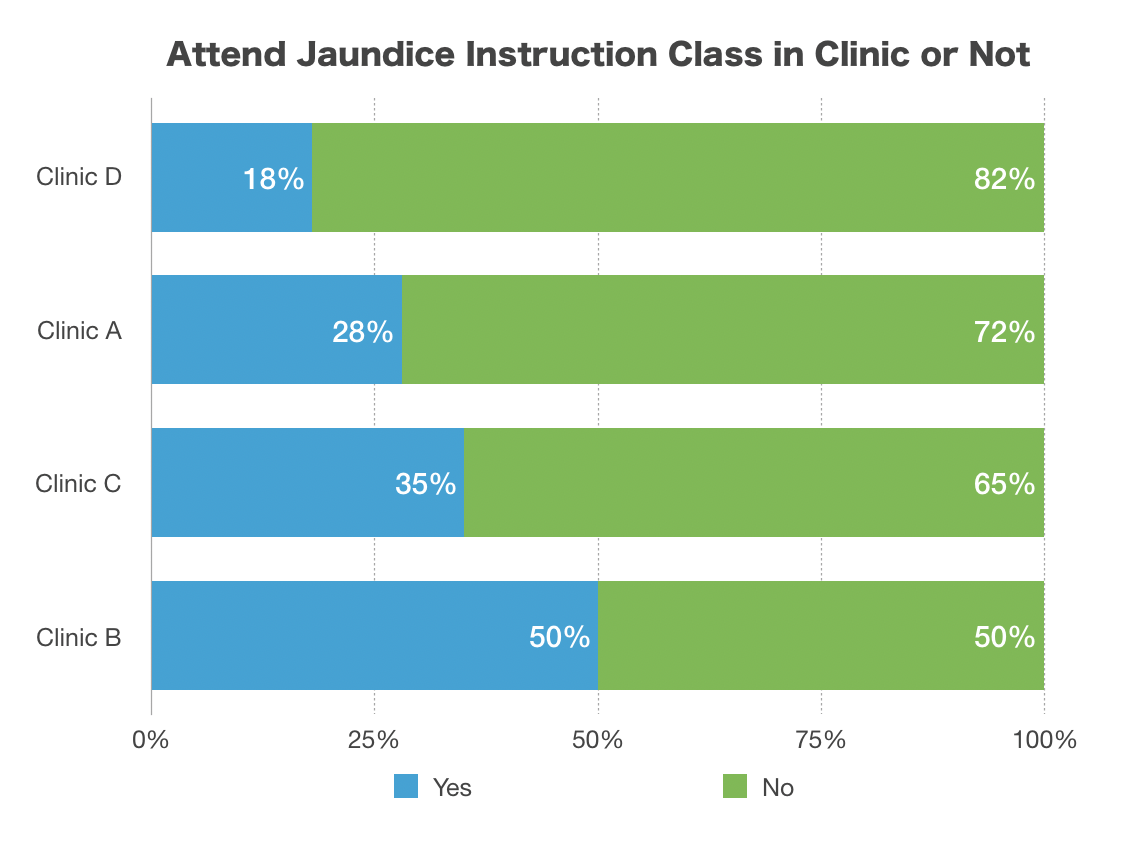 Attend Jaundice Instruction Class in Clinic or Not
Clinic D 18% 82%
Clinic A 28% 72%
Clinic C 35% 65%
Clinic B 50% 50%
0% 25% 50% 75% 100%
Yes No